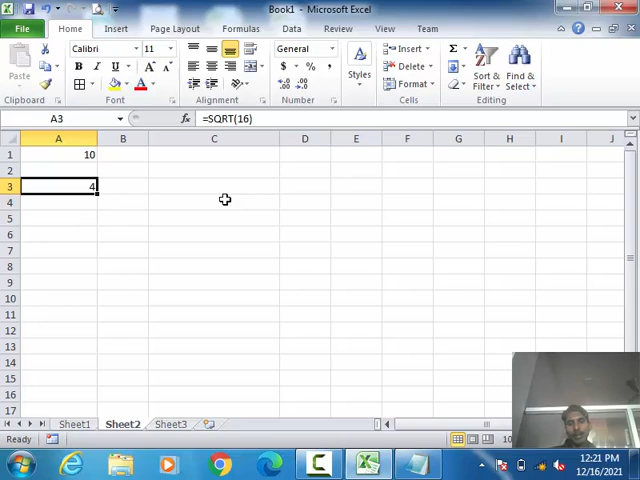 Book1 - Microsoft Excel
File Home Insert Page Layout Formulas Data Review View Team
Calibri 11 General Insert Σ
Paste B I U A Styles Delete Sort & Filter Find & Select
$ % , Format
Clipboard Font Alignment Number Cells Editing
A3 fx =SQRT(16)
A B C D E F G H I J
1 10
2
3 4
4
5
6
7
8
9
10
11
12
13
14
15
16
17
Sheet1 Sheet2 Sheet3
Ready 10
12:21 PM
12/16/2021